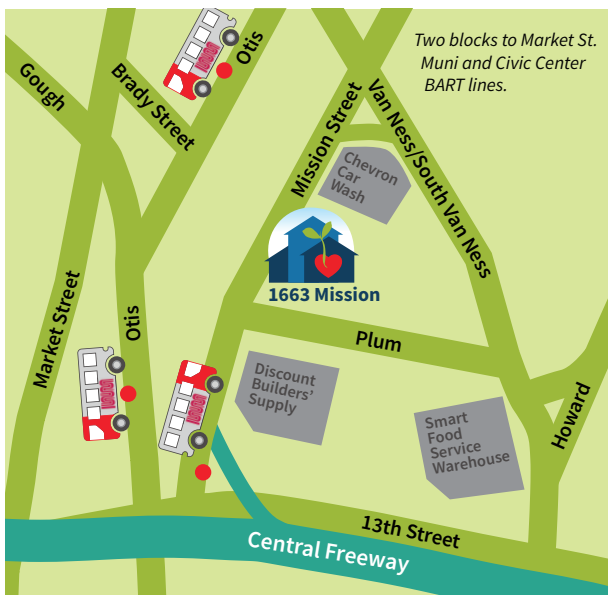 Two blocks to Market St.
Muni and Civic Center
BART lines.
Otis
Gough
Brady Street
Mission Street
Van Ness/South Van Ness
Chevron
Car
Wash
1663 Mission
Market Street
Otis
Plum
Discount
Builders'
Supply
Smart
Food
Service
Warehouse
Howard
13th Street
Central Freeway